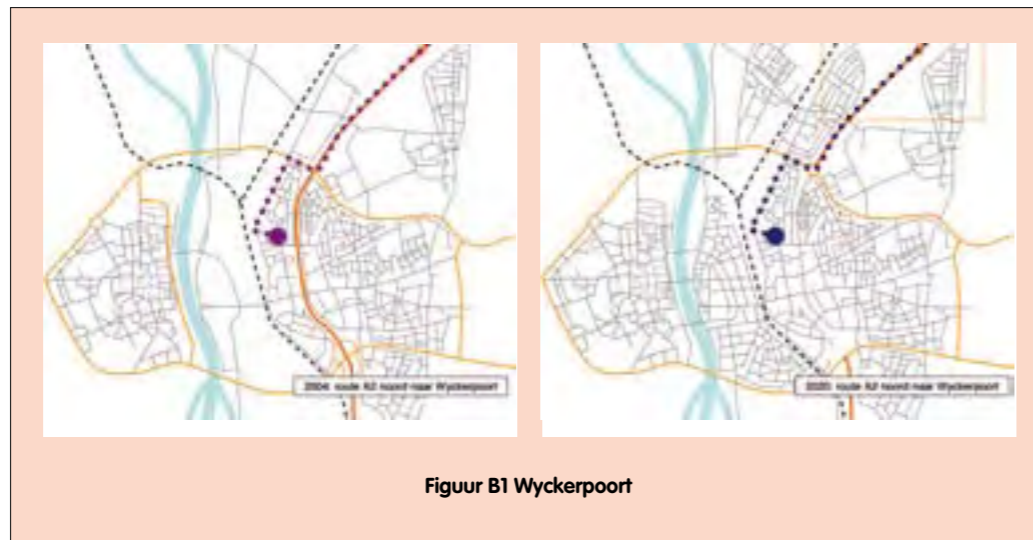 2004: route A2 noord naar Wyckerpoort
2020: route A2 noord naar Wyckerpoort
Figuur B1 Wyckerpoort